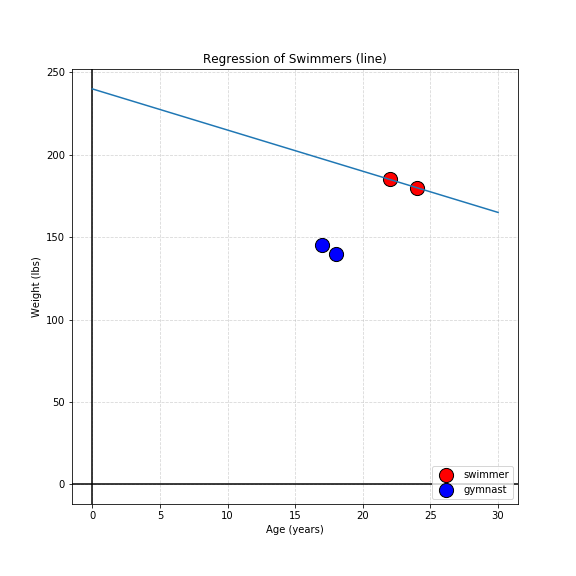 Regression of Swimmers (line)
250
200
150
100
50
0
Weight (lbs)
swimmer
gymnast
0 5 10 15 20 25 30
Age (years)